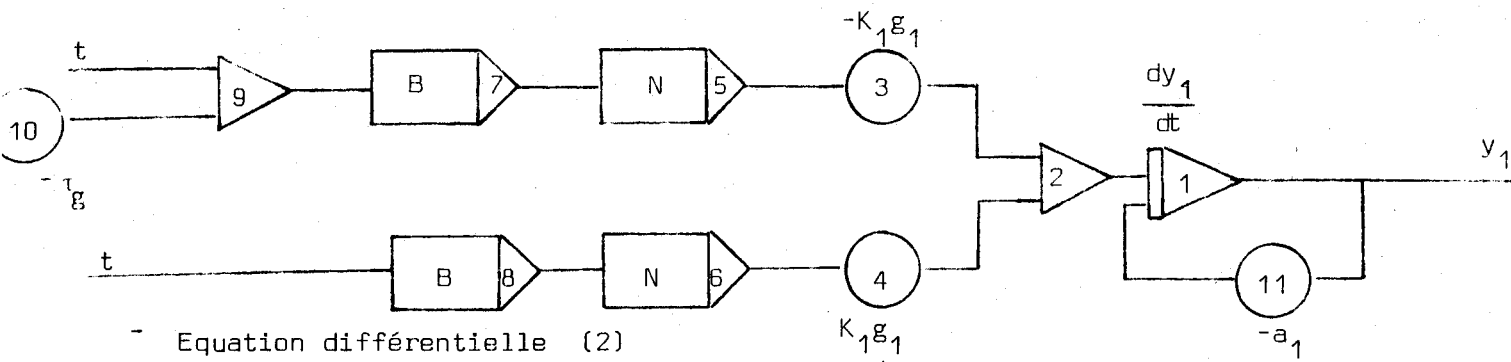 -K₁g₁
t
9
B
7
N
5
3
dy₁
dt
10
- τg
2
1
y₁
t
B
8
N
6
4
11
K₁g₁
-a₁
- Equation différentielle (2)